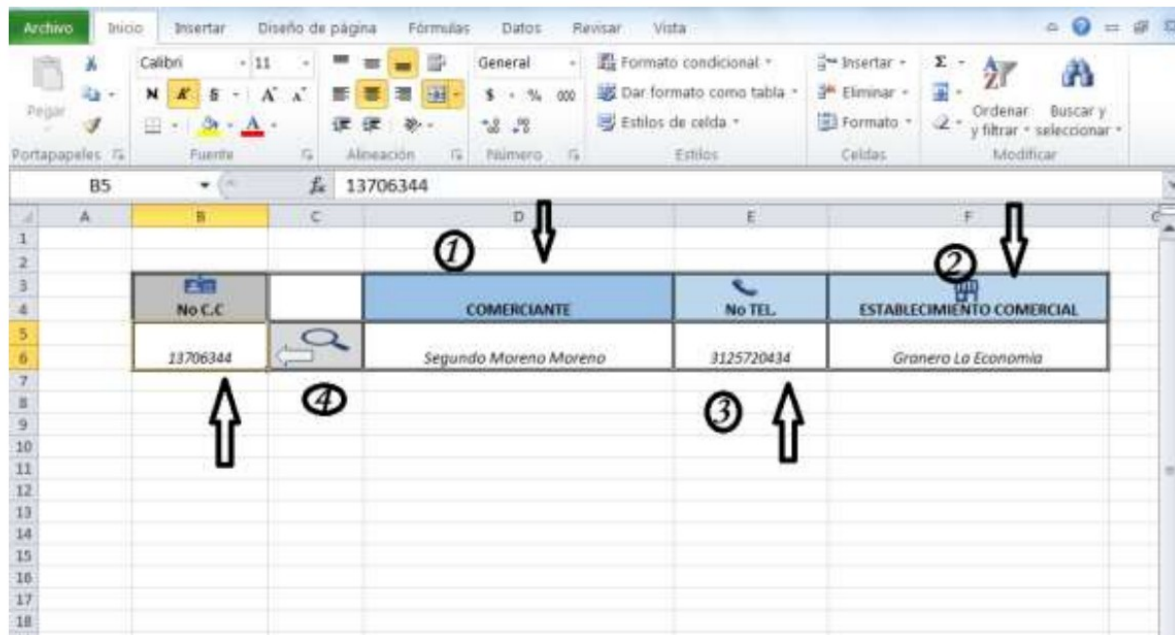 Archivo Inicio Insertar Diseño de página Fórmulas Datos Revisar Vista
Calibri 11 General Formato condicional Insertar Σ
Pegar N K S A A $ % 000 Dar formato como tabla Eliminar Ordenar y filtrar Buscar y seleccionar
A Estilos de celda Formato
Portapapeles Fuente Alineación Número Estilos Celdas Modificar
B5 fx 13706344
A B C D E F G
1 2 3 4 5 6 7 8 9 10 11 12 13 14 15 16 17 18
① ②
No C.C COMERCIANTE No TEL. ESTABLECIMIENTO COMERCIAL
13706344 Segundo Moreno Moreno 3125720434 Granero La Economia
④ ③